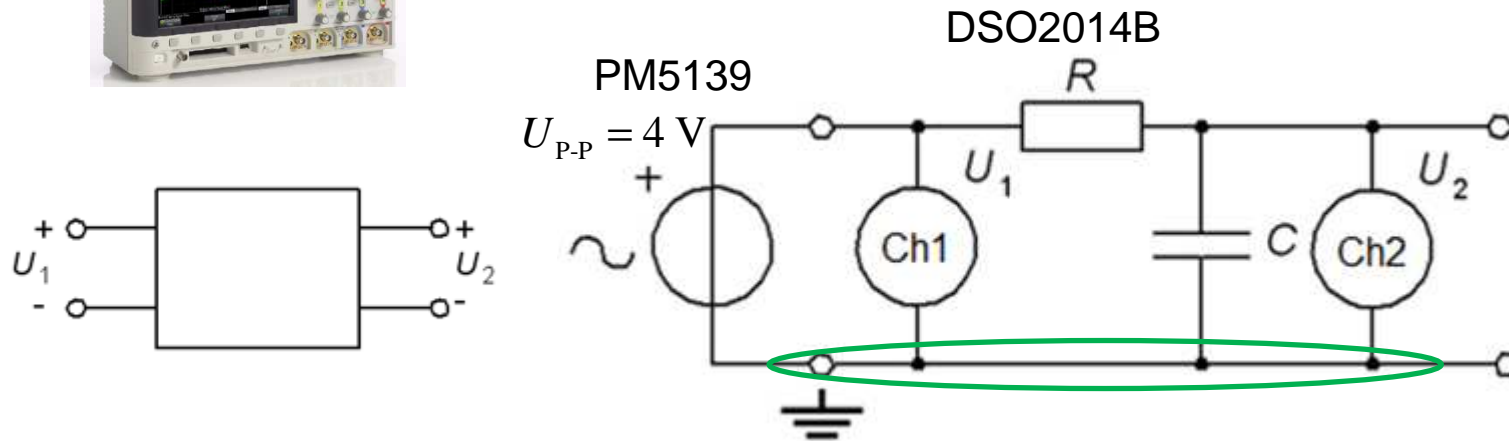 DSO2014B
PM5139
U_P-P = 4 V
R
+
U_1
U_2
+
+
U_1
U_2
-
-
Ch1
C
Ch2